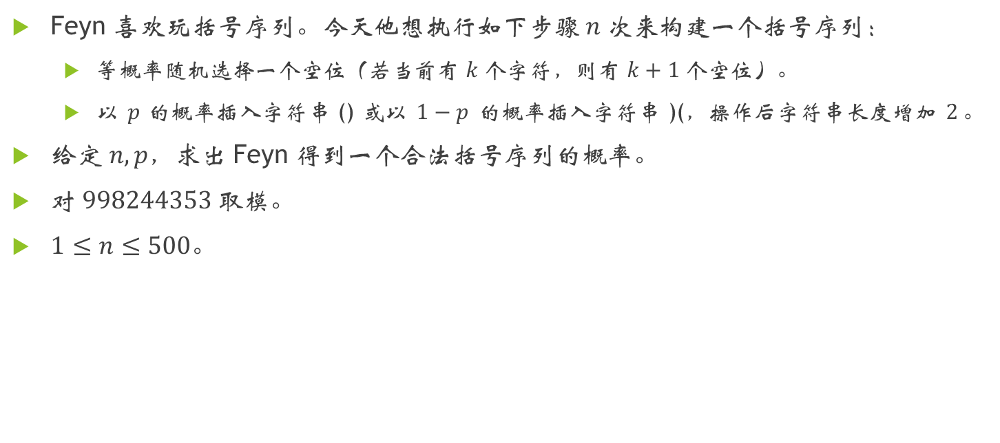 Feyn 喜欢玩括号序列。今天他想执行如下步骤 n 次来构建一个括号序列：
等概率随机选择一个空位（若当前有 k 个字符，则有 k + 1 个空位）。
以 p 的概率插入字符串 () 或以 1 − p 的概率插入字符串 )(，操作后字符串长度增加 2。
给定 n, p，求出 Feyn 得到一个合法括号序列的概率。
对 998244353 取模。
1 ≤ n ≤ 500。